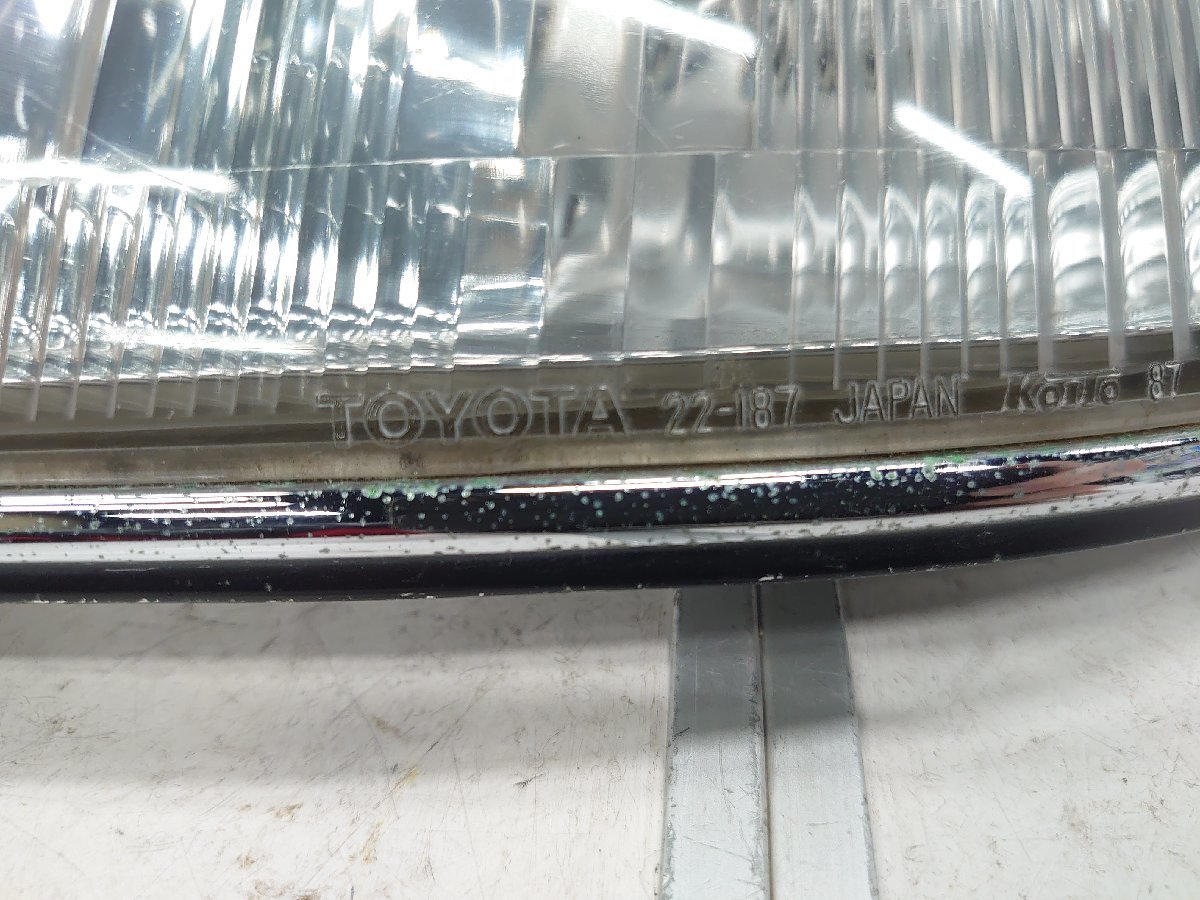 TOYOTA 22-187 JAPAN Koito 87